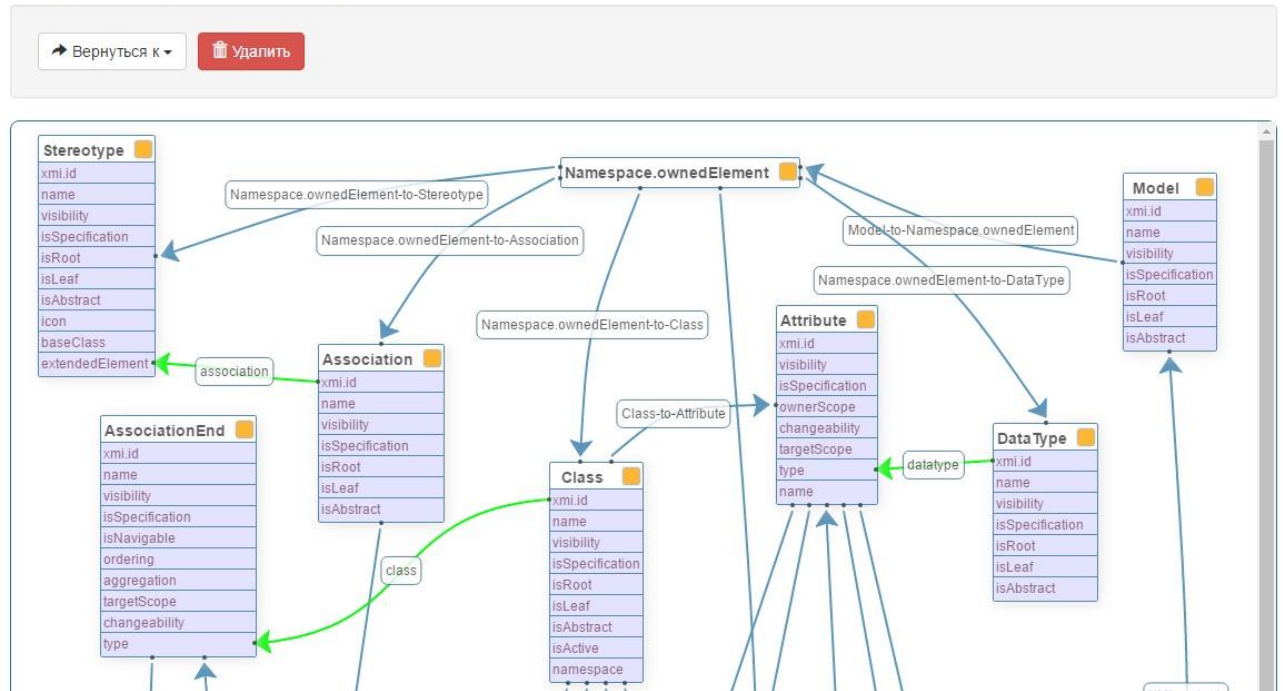 Вернуться к
Удалить
Stereotype
xmi.id
name
visibility
isSpecification
isRoot
isLeaf
isAbstract
icon
baseClass
extendedElement
Namespace.ownedElement-to-Stereotype
Namespace.ownedElement
Namespace.ownedElement-to-Association
Model-to-Namespace.ownedElement
Model
xmi.id
name
visibility
isSpecification
isRoot
isLeaf
isAbstract
Namespace.ownedElement-to-DataType
Namespace.ownedElement-to-Class
Attribute
xmi.id
visibility
isSpecification
ownerScope
changeability
targetScope
type
name
association
Association
xmi.id
name
visibility
isSpecification
isRoot
isLeaf
isAbstract
Class-to-Attribute
AssociationEnd
xmi.id
name
visibility
isSpecification
isNavigable
ordering
aggregation
targetScope
changeability
type
class
Class
xmi.id
name
visibility
isSpecification
isRoot
isLeaf
isAbstract
isActive
namespace
datatype
DataType
xmi.id
name
visibility
isSpecification
isRoot
isLeaf
isAbstract